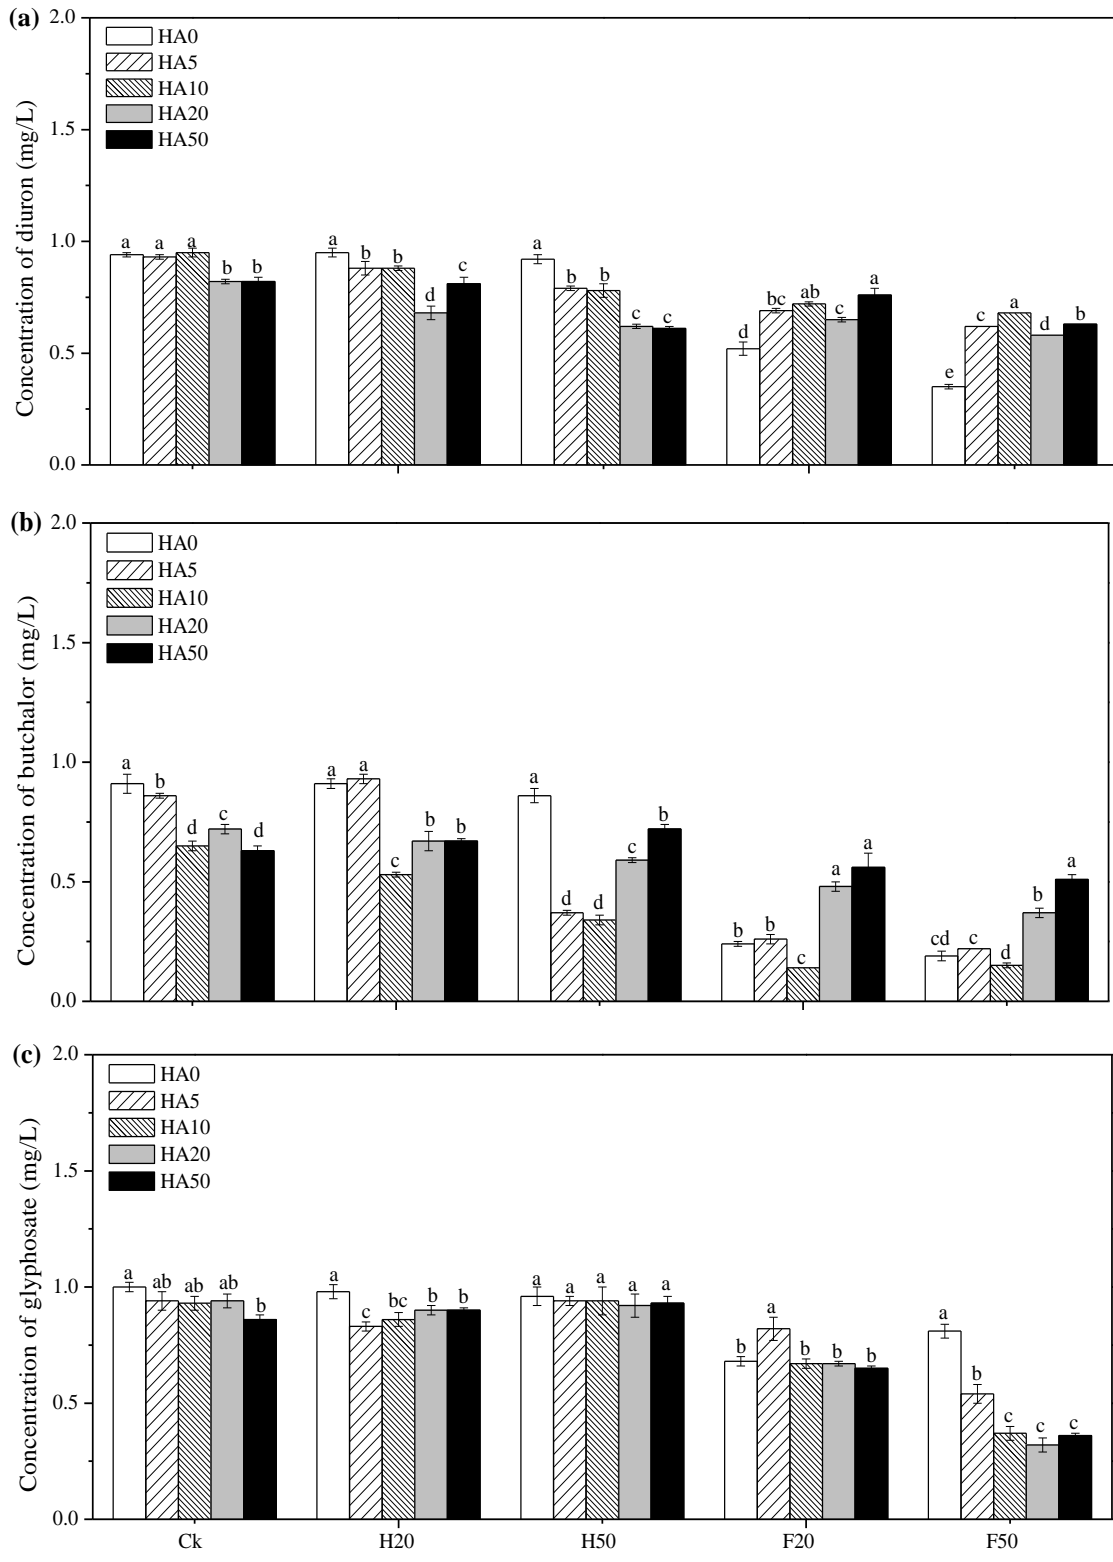 (a)
2.0
1.5
1.0
0.5
0.0
Concentration of diuron (mg/L)
HA0
HA5
HA10
HA20
HA50
a a a b b
a b b d c
a b b c c
d bc ab c a
e c a d b
(b)
2.0
1.5
1.0
0.5
0.0
Concentration of butchalor (mg/L)
HA0
HA5
HA10
HA20
HA50
a b d c d
a a c b b
a d d c b
b b c a a
cd c d b a
(c)
2.0
1.5
1.0
0.5
0.0
Concentration of glyphosate (mg/L)
HA0
HA5
HA10
HA20
HA50
a ab ab ab b
a c bc b b
a a a a a
b a b b b
a b c c c
Ck H20 H50 F20 F50